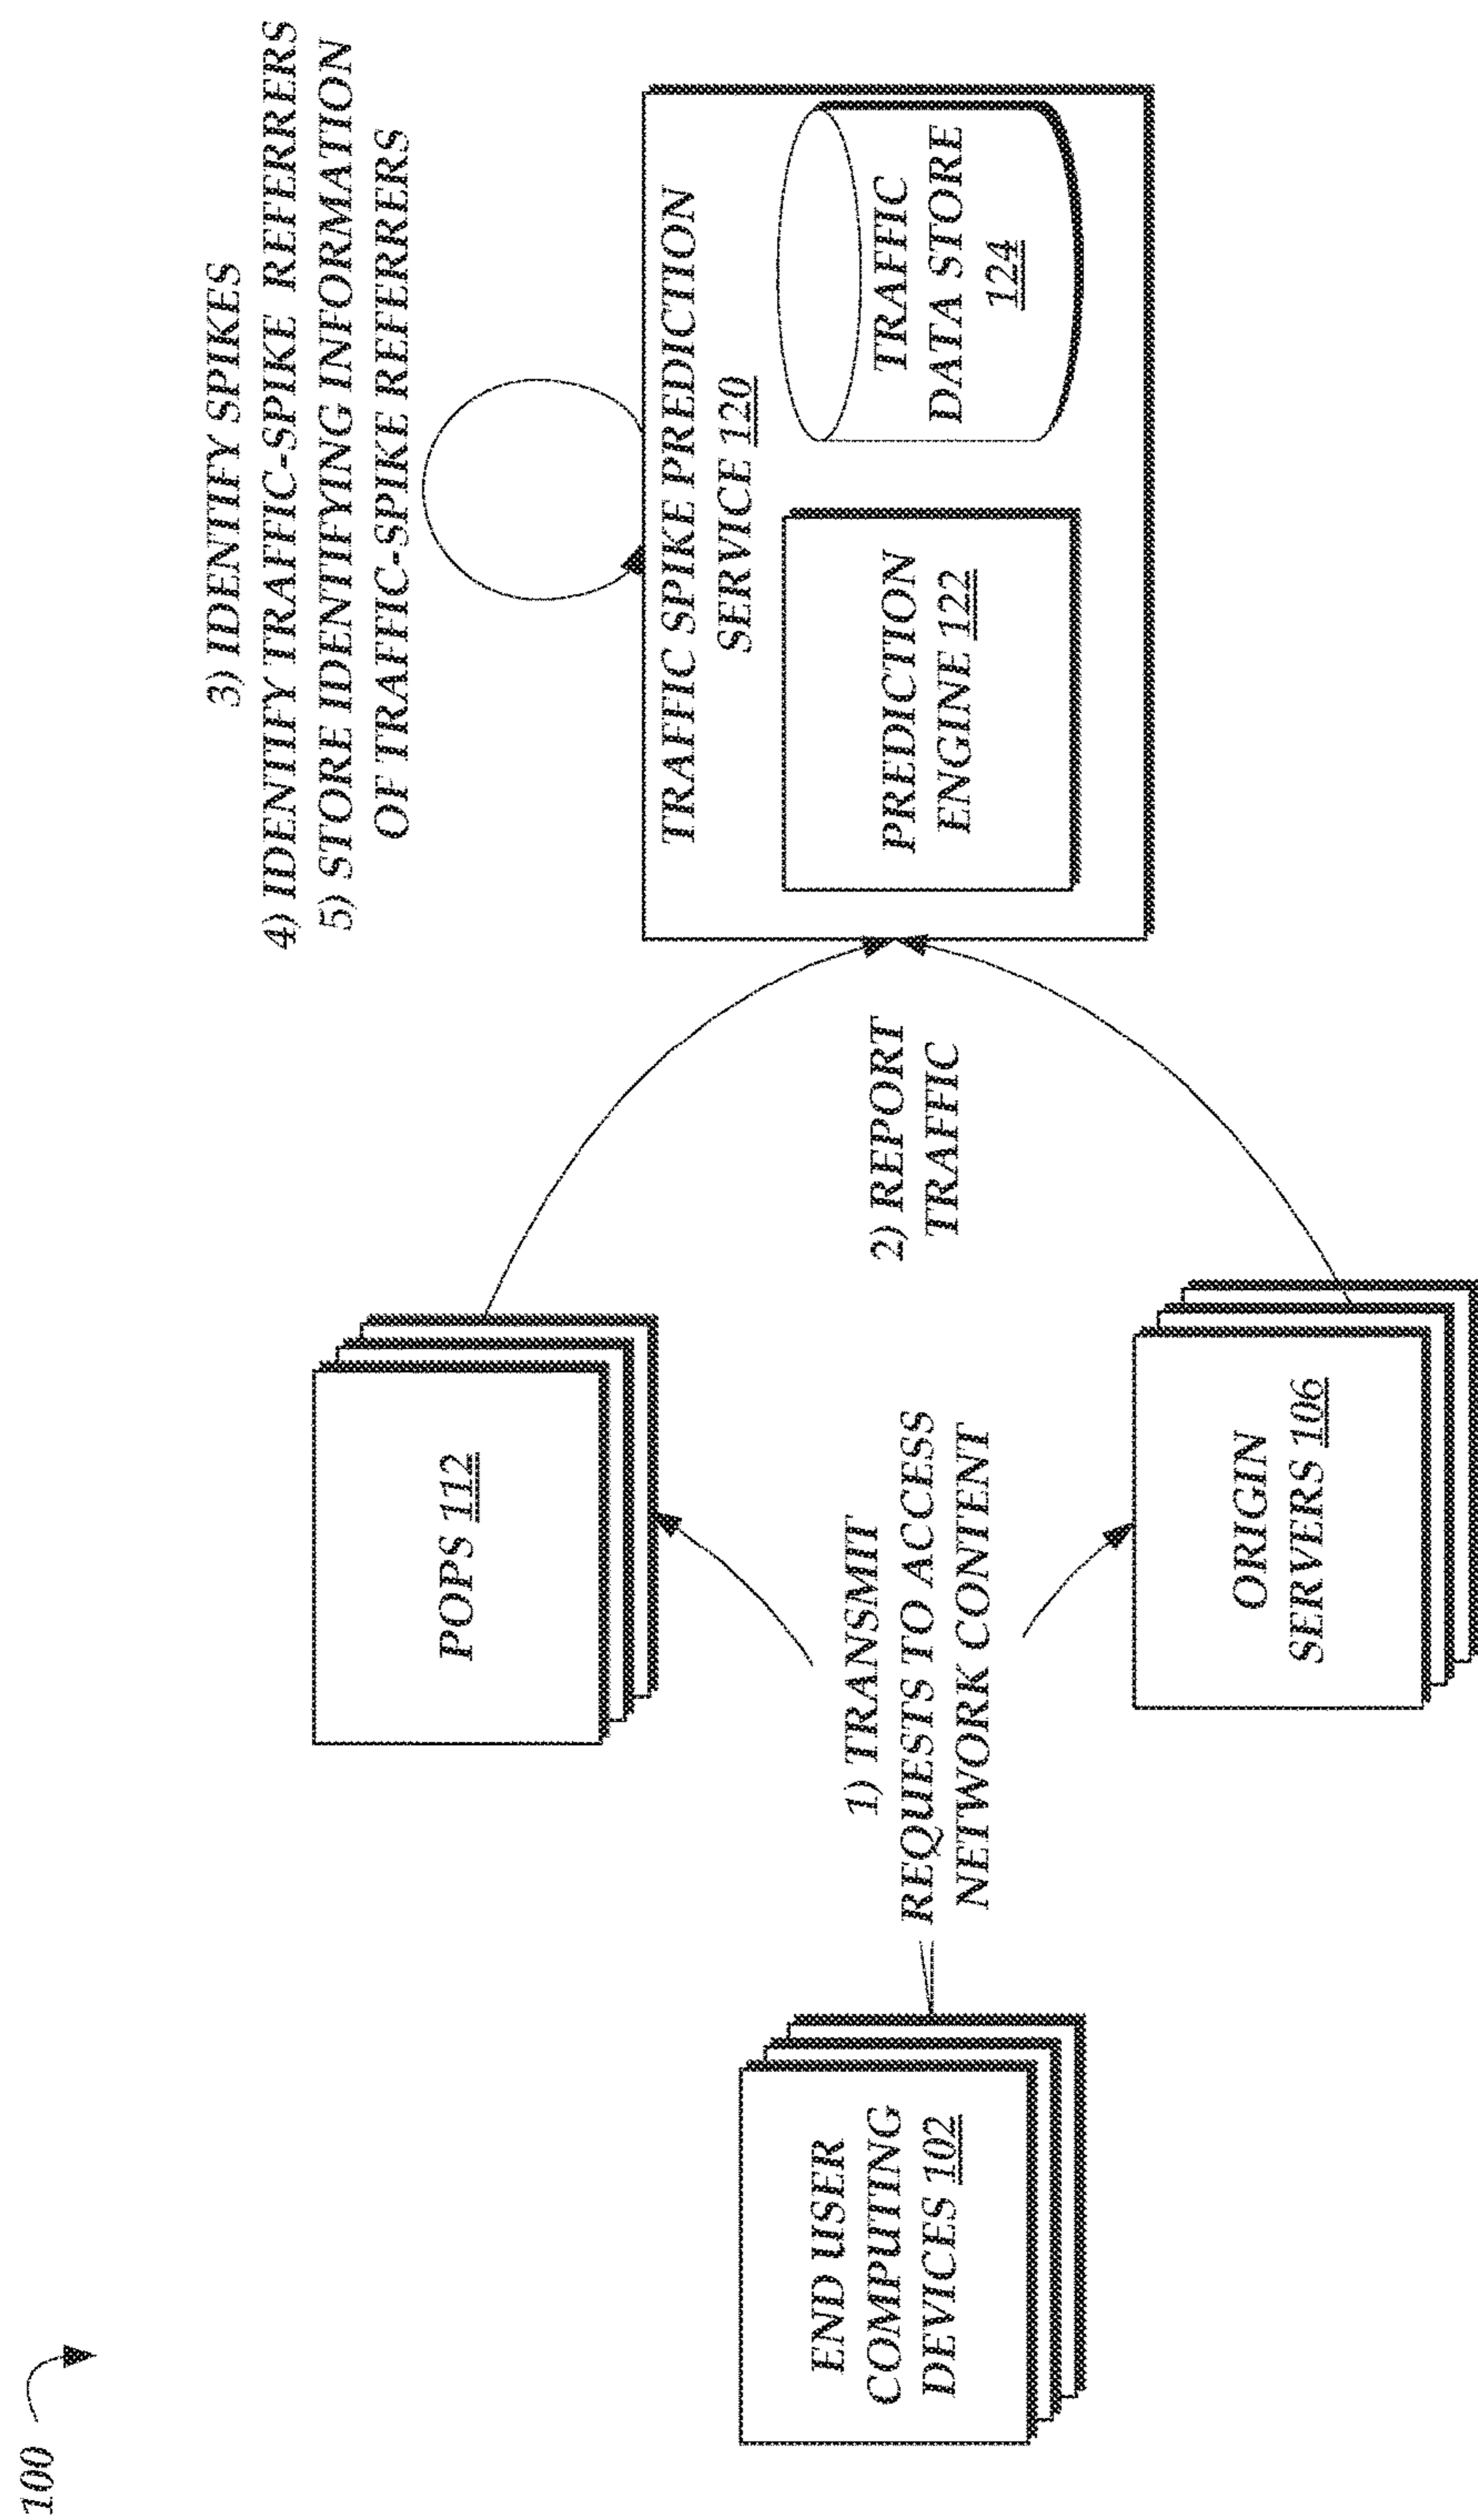 100
END USER
COMPUTING
DEVICES 102
1) TRANSMIT
REQUESTS TO ACCESS
NETWORK CONTENT
POPS 112
ORIGIN
SERVERS 106
2) REPORT
TRAFFIC
3) IDENTIFY SPIKES
4) IDENTIFY TRAFFIC-SPIKE REFERRERS
5) STORE IDENTIFYING INFORMATION
OF TRAFFIC-SPIKE REFERRERS
TRAFFIC SPIKE PREDICTION
SERVICE 120
PREDICTION
ENGINE 122
TRAFFIC
DATA STORE
124